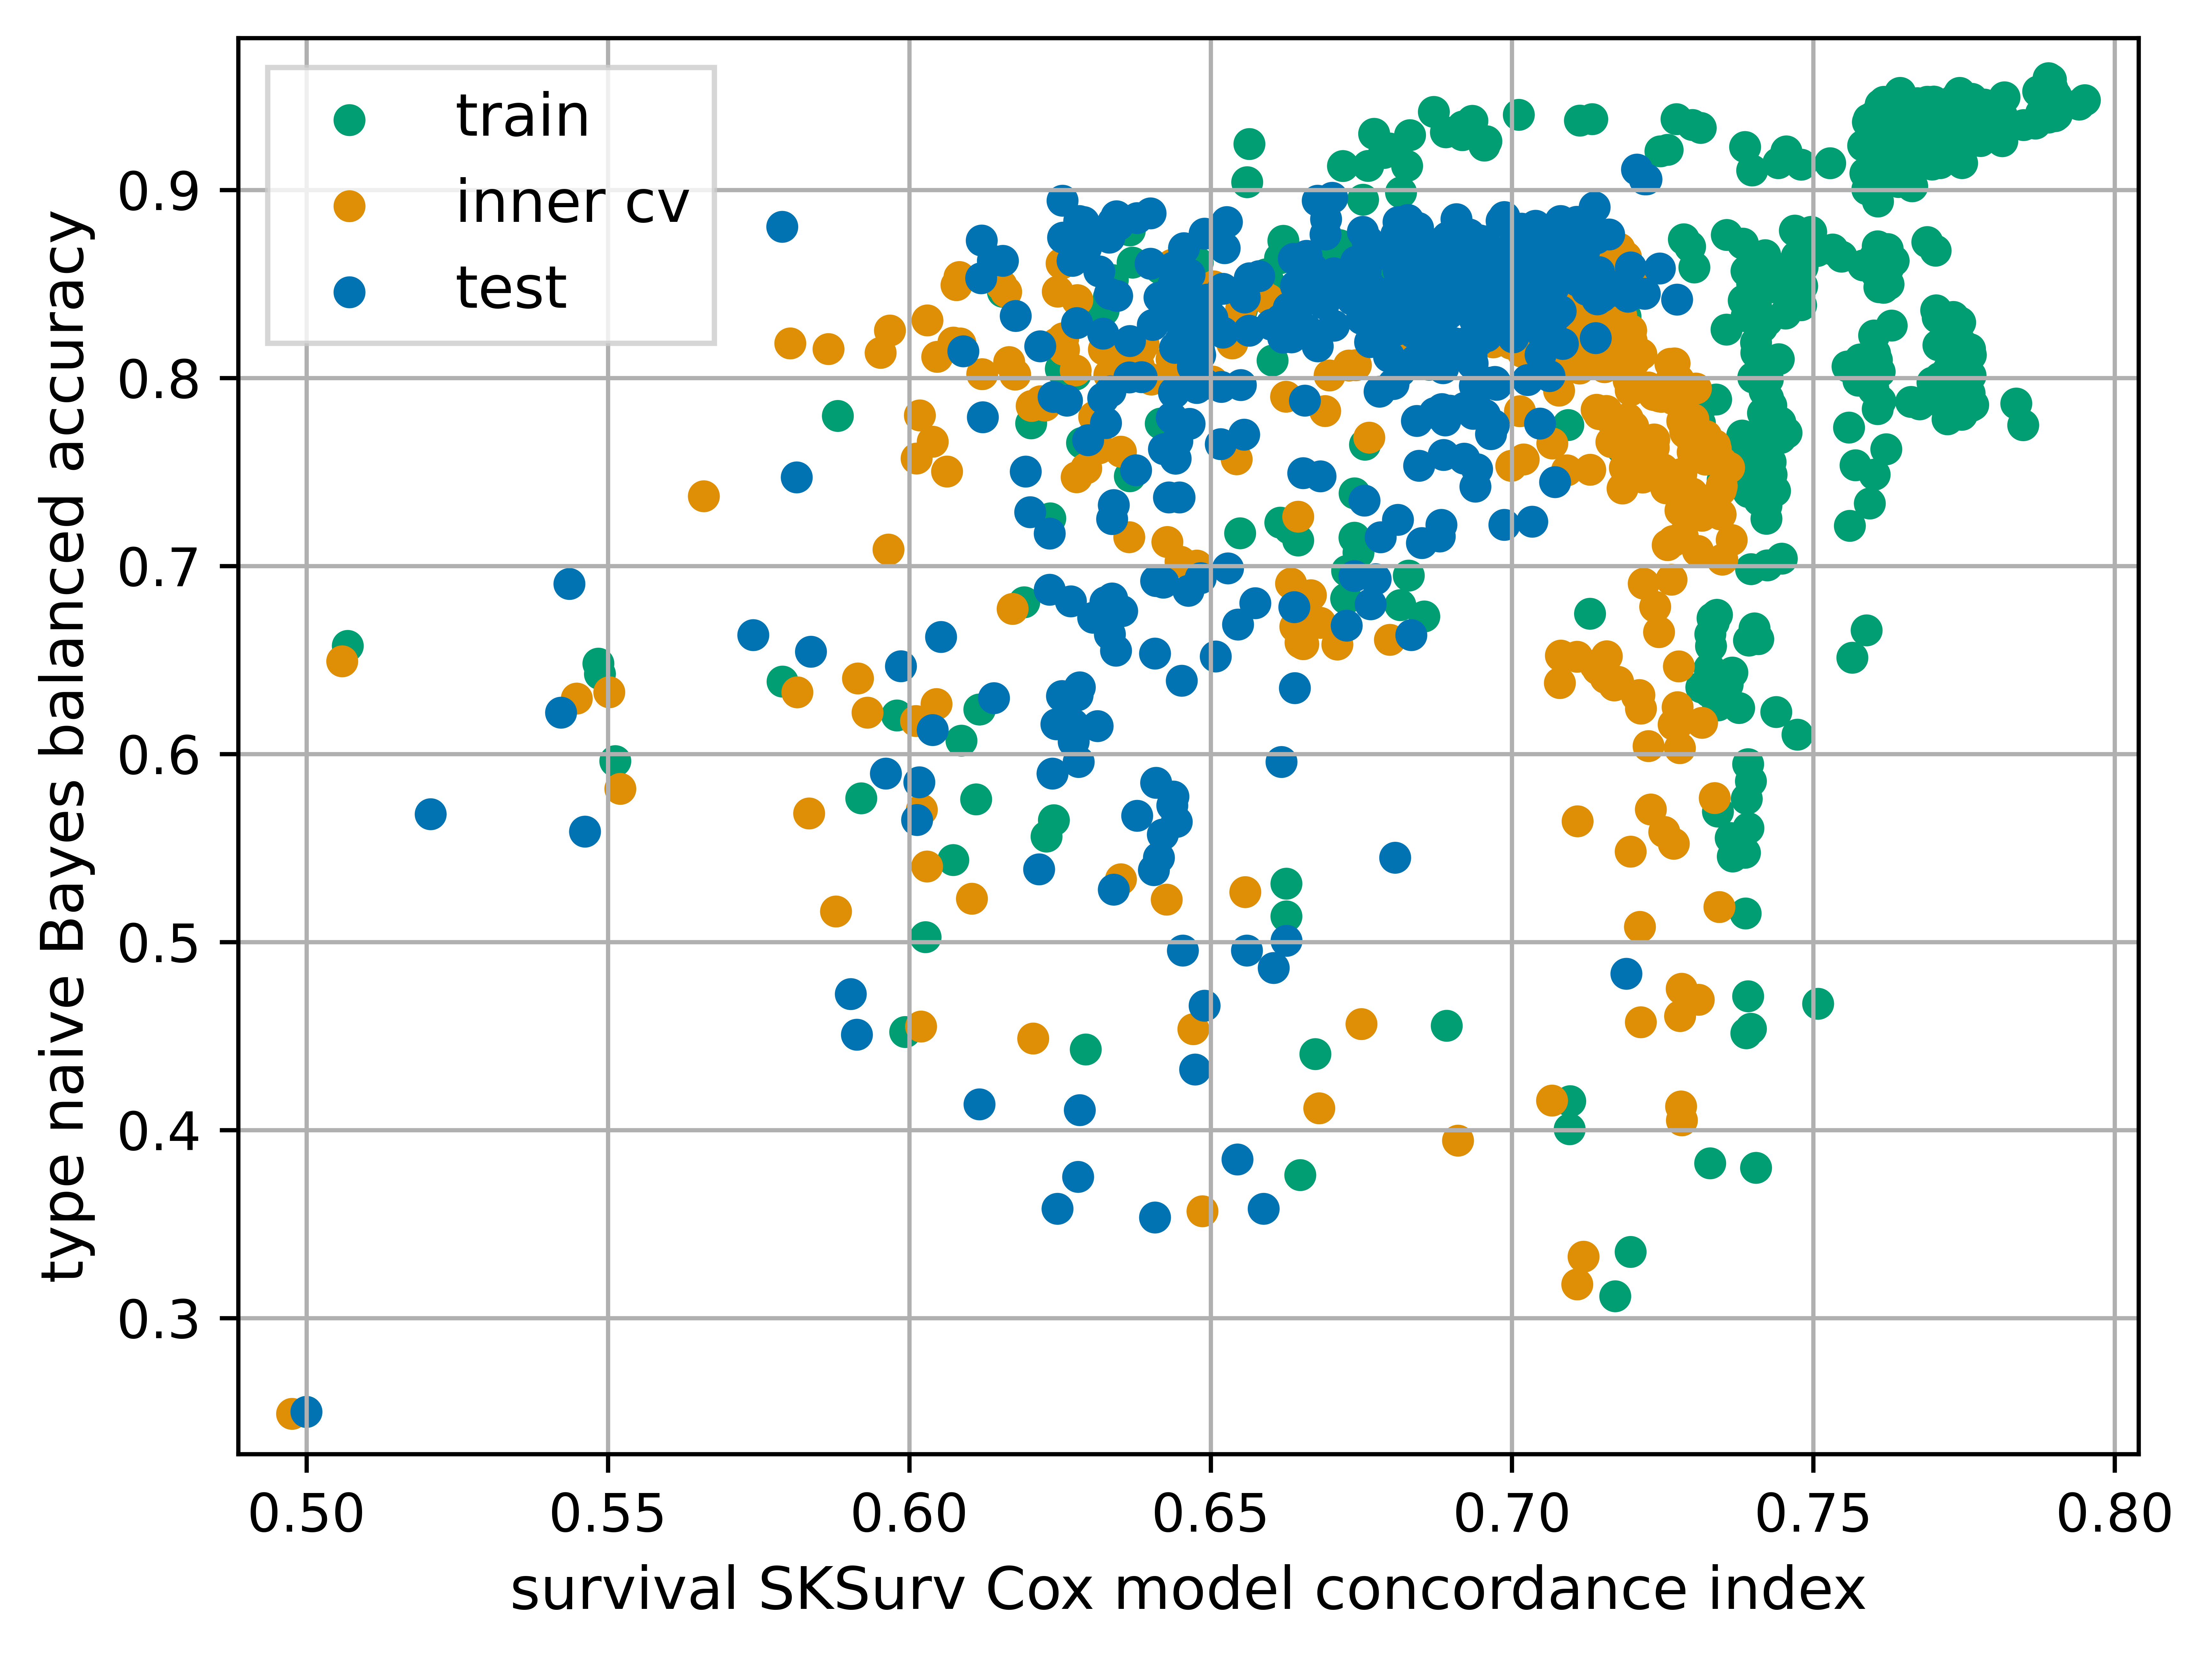 train
inner cv
test
0.9
0.8
0.7
0.6
0.5
0.4
0.3
type naive Bayes balanced accuracy
0.50 0.55 0.60 0.65 0.70 0.75 0.80
survival SKSurv Cox model concordance index